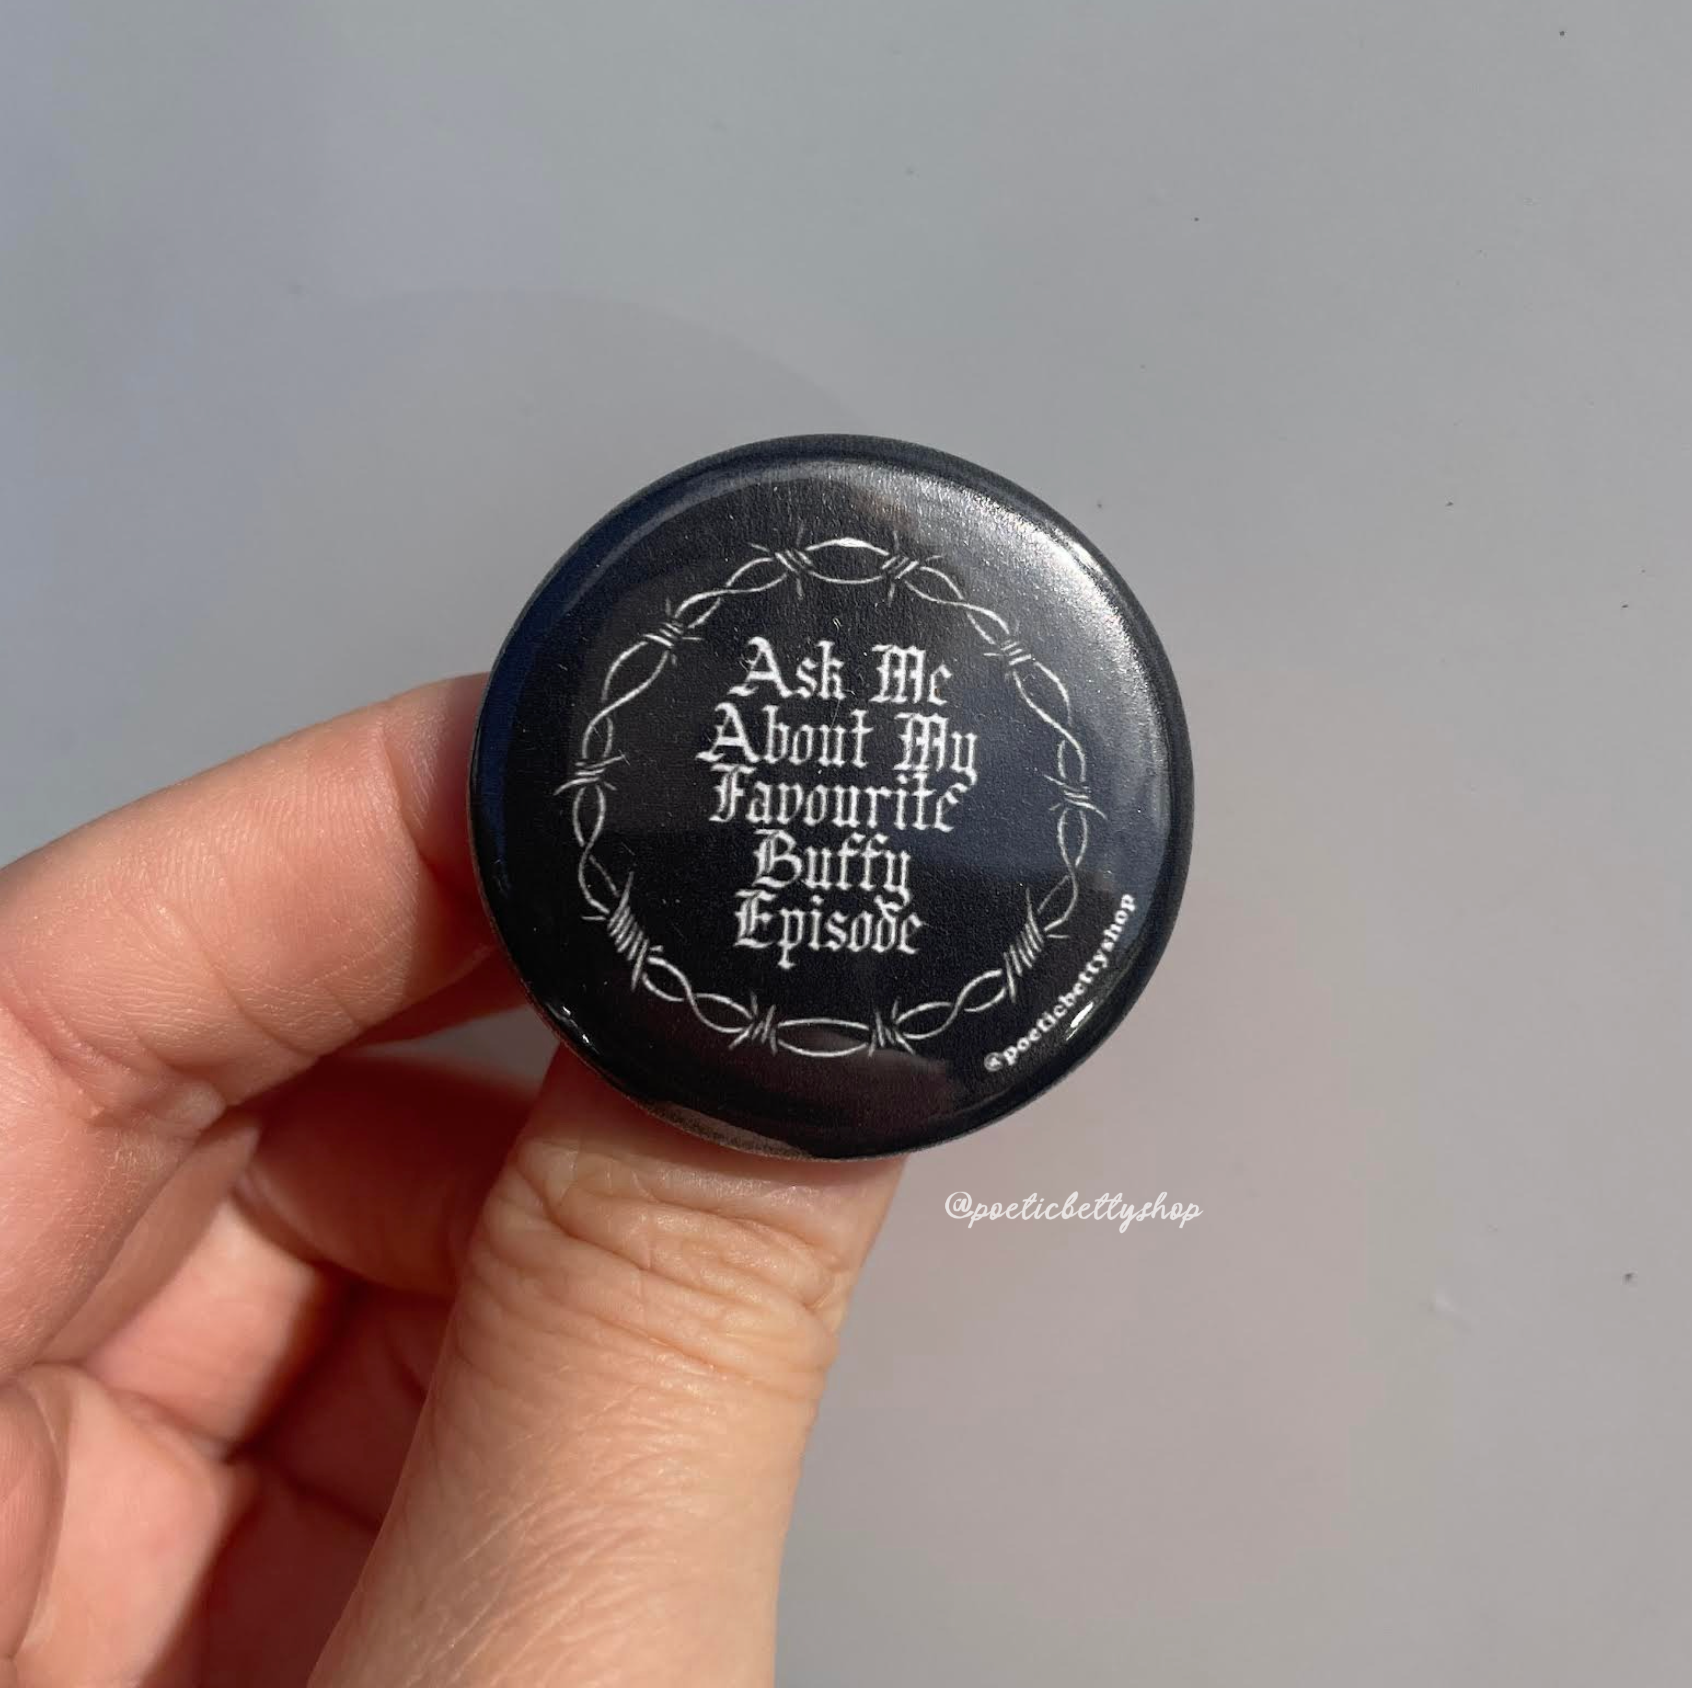 Ask Me
About My
Favourite
Buffy
Episode
@poeticbettyshop
@poeticbettyshop